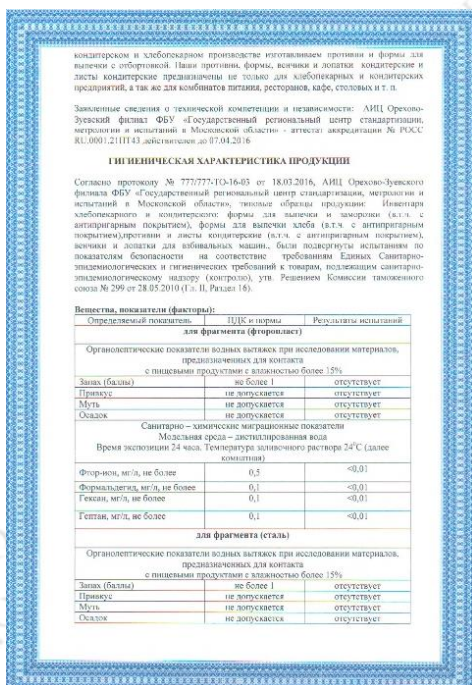 кондитерском и хлебопекарном производстве изготавливаем противни и формы для
выпечки с отбортовкой. Наши противни, формы, венчики и лопатки кондитерские и
листы кондитерские предназначены не только для хлебопекарных и кондитерских
предприятий, а так же для комбинатов питания, ресторанов, кафе, столовых и т. п.
Заявленные сведения о технической компетенции и независимости: АИЦ Орехово-
Зуевский филиал ФБУ «Государственный региональный центр стандартизации,
метрологии и испытаний в Московской области» - аттестат аккредитации № РОСС
RU.0001.21ПТ43 действителен до 07.04.2016
ГИГИЕНИЧЕСКАЯ ХАРАКТЕРИСТИКА ПРОДУКЦИИ
Согласно протоколу № 777/777-ТО-16-03 от 18.03.2016, АИЦ Орехово-Зуевского
филиала ФБУ «Государственный региональный центр стандартизации, метрологии и
испытаний в Московской области», типовые образцы продукции: Инвентаря
хлебопекарного и кондитерского: формы для выпечки и заморозки (в.т.ч. с
антипригарным покрытием), формы для выпечки хлеба (в.т.ч. с антипригарным
покрытием),противни и листы кондитерские (в.т.ч. с антипригарным покрытием),
венчики и лопатки для взбивальных машин., были подвергнуты испытаниям по
показателям безопасности на соответствие требованиям Единых Санитарно-
эпидемиологических и гигиенических требований к товарам, подлежащим санитарно-
эпидемиологическому надзору (контролю), утв. Решением Комиссии таможенного
союза № 299 от 28.05.2010 (Гл. II, Раздел 16).
Вещества, показатели (факторы):
Определяемый показатель ПДК и нормы Результаты испытаний
для фрагмента (фторопласт)
Органолептические показатели водных вытяжек при исследовании материалов,
предназначенных для контакта
с пищевыми продуктами с влажностью более 15%
Запах (баллы) не более 1 отсутствует
Привкус не допускается отсутствует
Муть не допускается отсутствует
Осадок не допускается отсутствует
Санитарно – химические миграционные показатели
Модельная среда – дистиллированная вода
Время экспозиции 24 часа. Температура заливочного раствора 24⁰С (далее
комнатная)
Фтор-ион, мг/л, не более 0,5 <0,01
Формальдегид, мг/л, не более 0,1 <0,01
Гексан, мг/л, не более 0,1 <0,01
Гептан, мг/л, не более 0,1 <0,01
для фрагмента (сталь)
Органолептические показатели водных вытяжек при исследовании материалов,
предназначенных для контакта
с пищевыми продуктами с влажностью более 15%
Запах (баллы) не более 1 отсутствует
Привкус не допускается отсутствует
Муть не допускается отсутствует
Осадок не допускается отсутствует